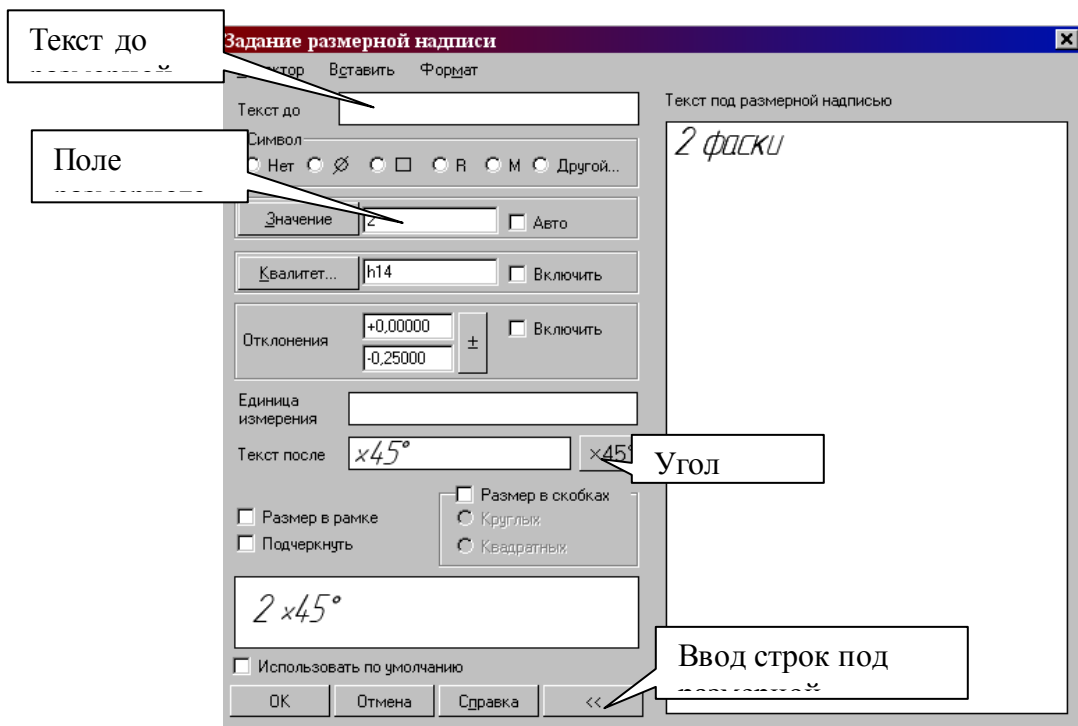 Текст до
Задание размерной надписи
Вставить Формат
Текст до
Текст под размерной надписью
2 фаски
Символ
Поле
Нет Ø □ R M Другой...
Значение 2 Авто
Квалитет... h14 Включить
Отклонения +0,00000 ± Включить
-0,25000
Единица
измерения
Текст после ×45° ×45°
Угол
Размер в скобках
Размер в рамке Круглых
Подчеркнуть Квадратных
2 ×45°
Ввод строк под
Использовать по умолчанию
OK Отмена Справка <<